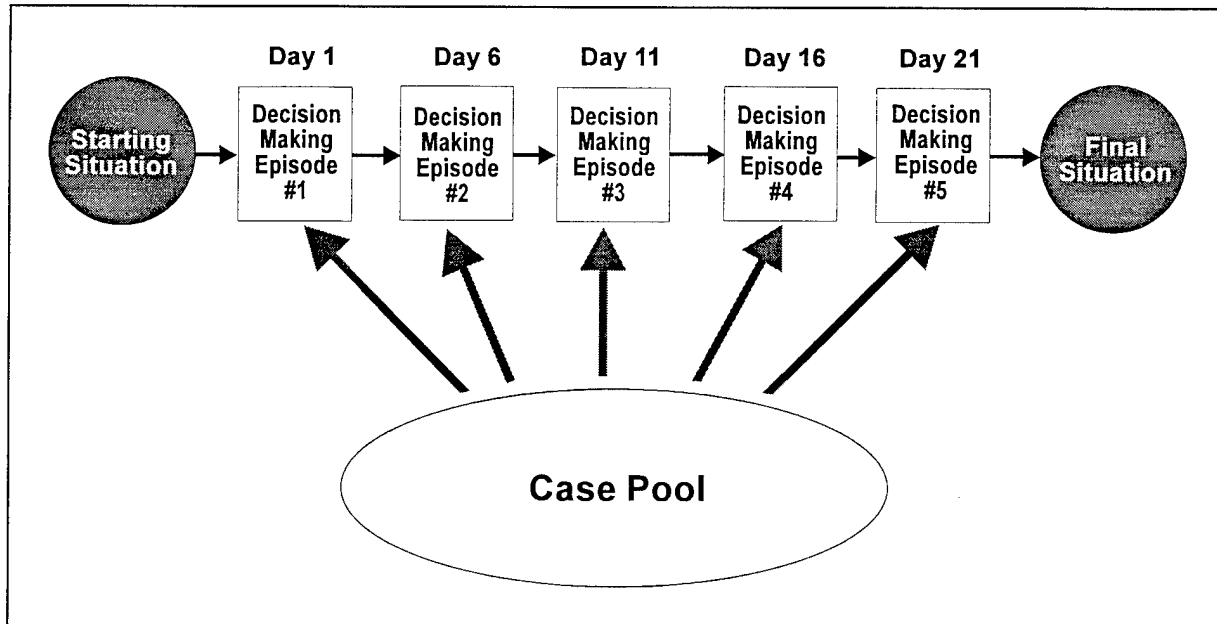 Day 1
Day 6
Day 11
Day 16
Day 21
Starting
Situation
Decision
Making
Episode
#1
Decision
Making
Episode
#2
Decision
Making
Episode
#3
Decision
Making
Episode
#4
Decision
Making
Episode
#5
Final
Situation
Case Pool